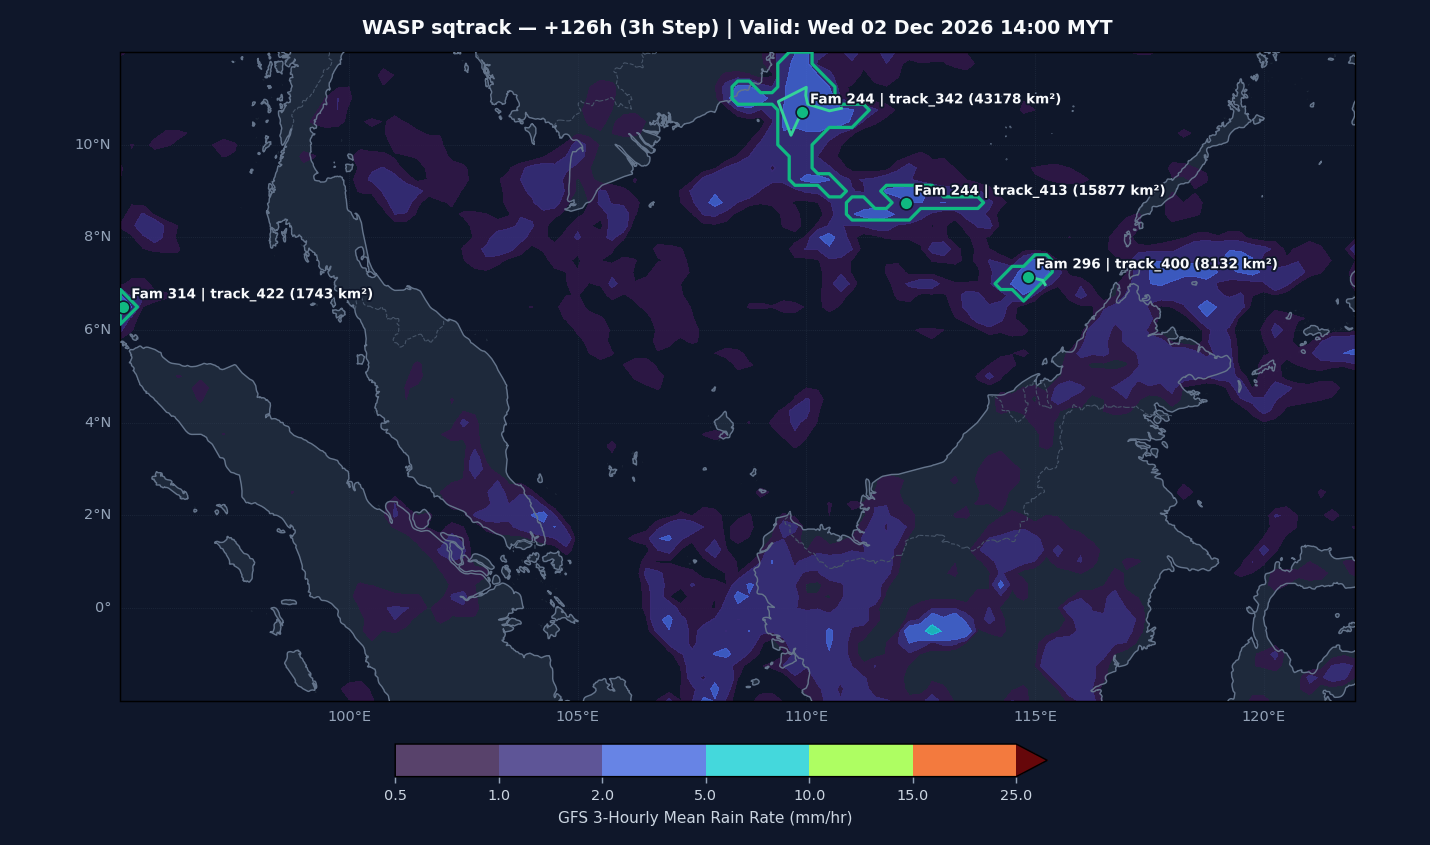 WASP sqtrack — +126h (3h Step) | Valid: Wed 02 Dec 2026 14:00 MYT
Fam 244 | track_342 (43178 km²)
10°N
Fam 244 | track_413 (15877 km²)
8°N
Fam 296 | track_400 (8132 km²)
Fam 314 | track_422 (1743 km²)
6°N
4°N
2°N
0°
100°E 105°E 110°E 115°E 120°E
0.5 1.0 2.0 5.0 10.0 15.0 25.0
GFS 3-Hourly Mean Rain Rate (mm/hr)